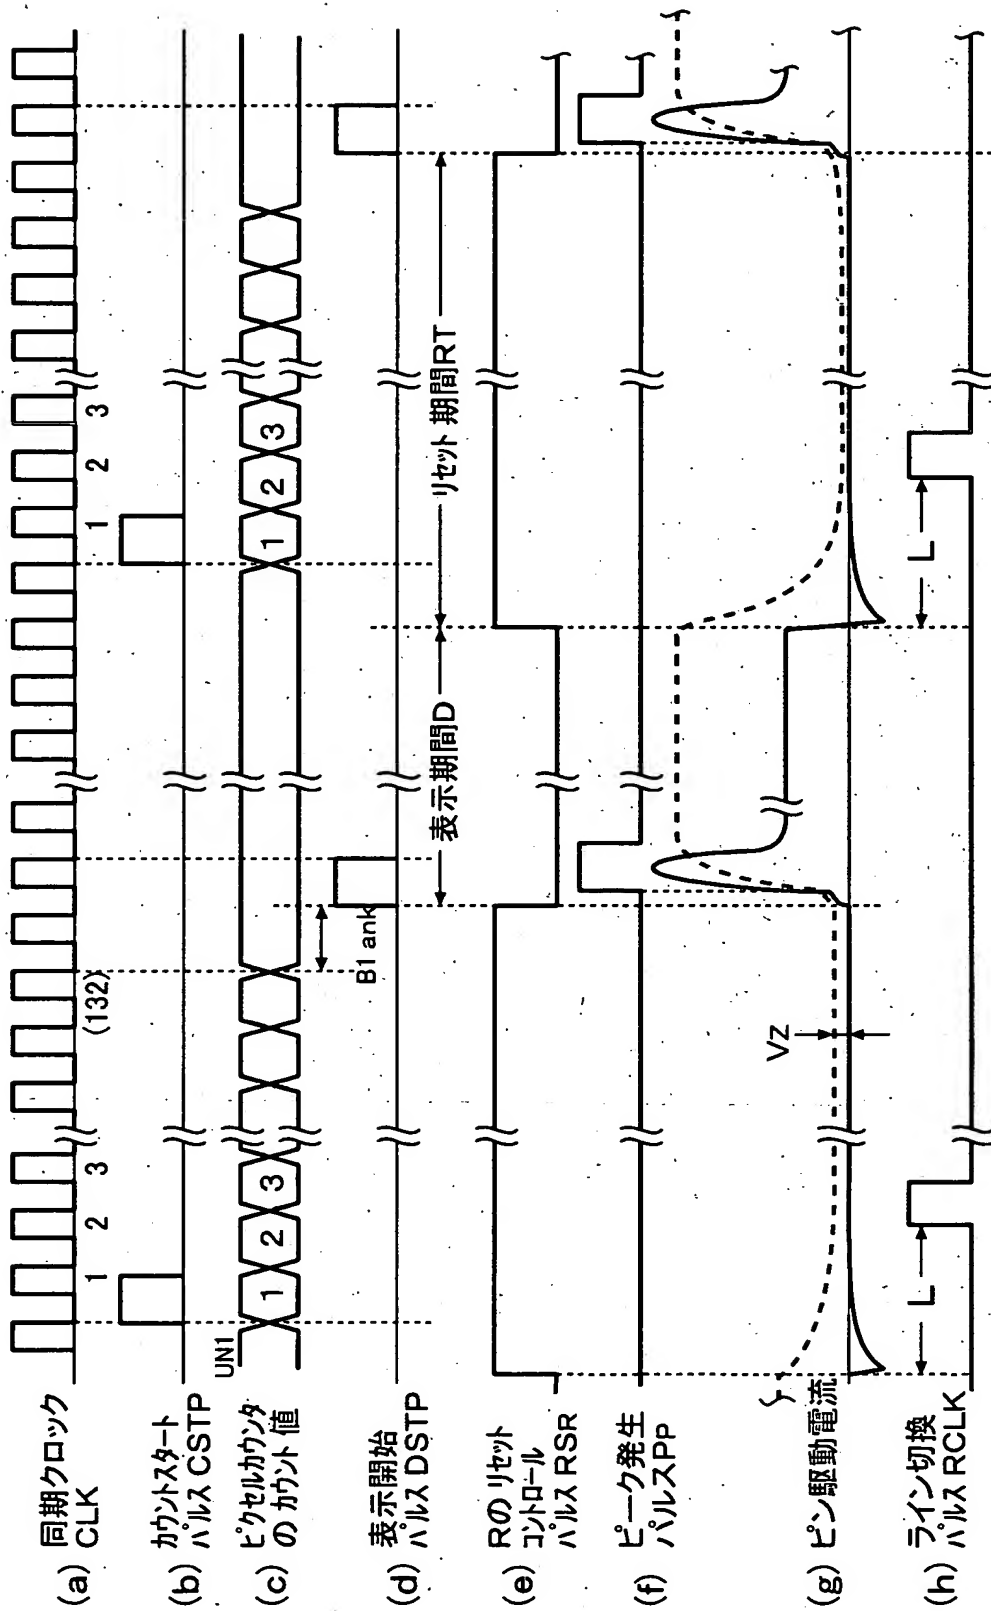 (a) 同期クロック
CLK
1 2 3 (132) 1 2 3
(b) カウントスタート
パルス CSTP
(c) ピクセルカウンタ
の カウント 値
UN1
1 2 3 1 2 3
B1 ank
(d) 表示開始
パルス DSTP
表示期間D リセット期間RT
(e) Rの リセット
コントロール
パルス RSR
(f) ピーク発生
パルスPP
(g) ピン駆動電流
VZ
(h) ライン切換
パルス RCLK
L L